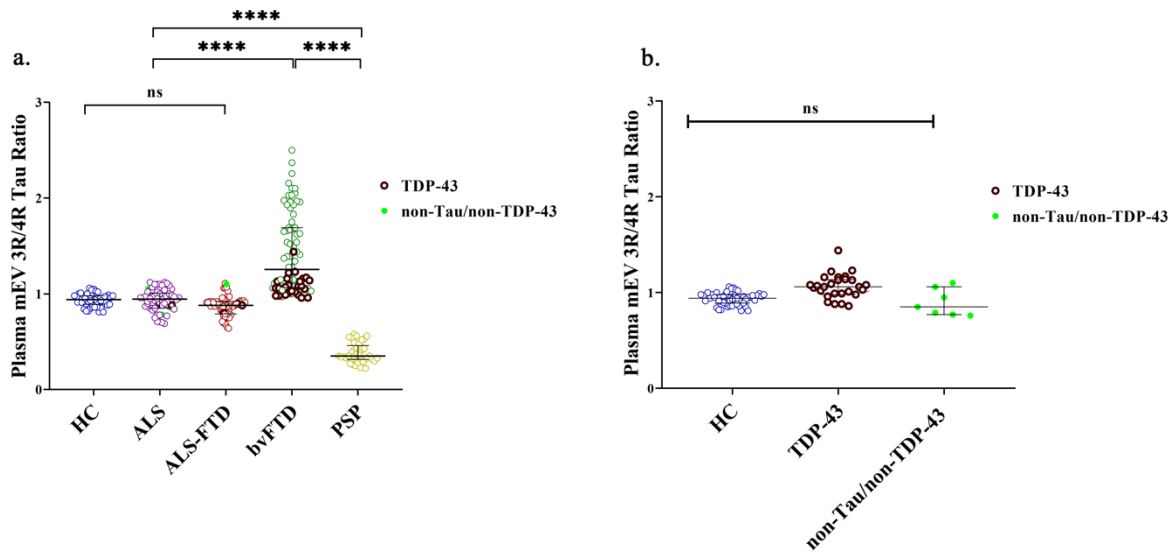 a.
****
****
****
ns
Plasma mEV 3R/4R Tau Ratio
3
2
1
0
HC
ALS
ALS-FTD
bvFTD
PSP
TDP-43
non-Tau/non-TDP-43
b.
ns
Plasma mEV 3R/4R Tau Ratio
3
2
1
0
HC
TDP-43
non-Tau/non-TDP-43
TDP-43
non-Tau/non-TDP-43